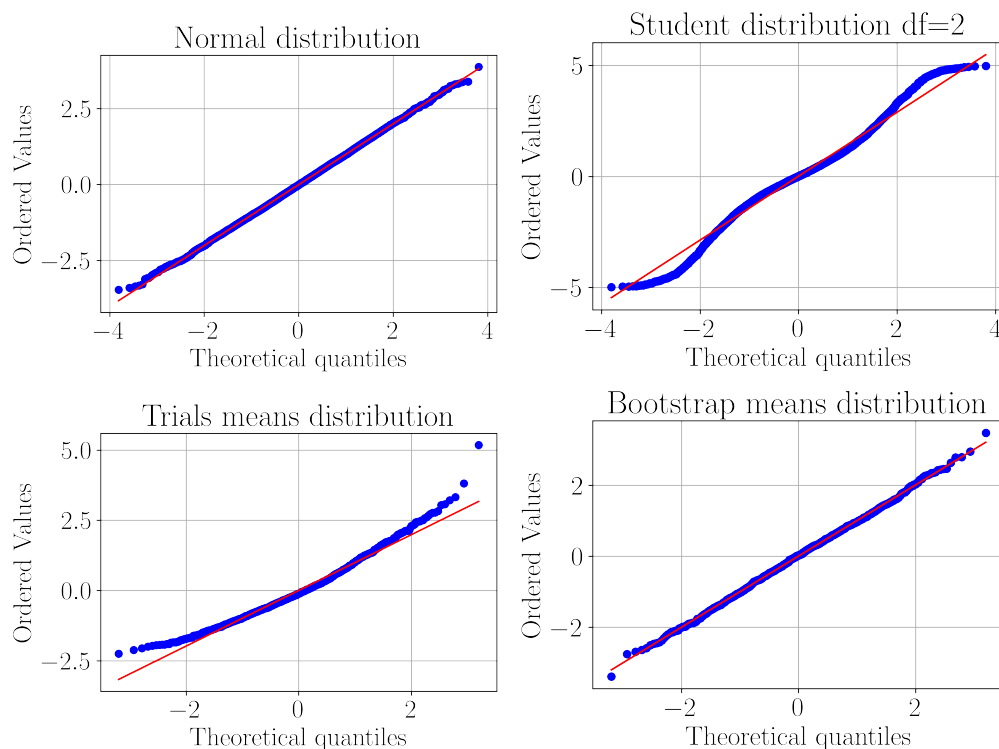 Normal distribution
Ordered Values
2.5
0.0
−2.5
−4 −2 0 2 4
Theoretical quantiles
Student distribution df=2
Ordered Values
5
0
−5
−4 −2 0 2 4
Theoretical quantiles
Trials means distribution
Ordered Values
5.0
2.5
0.0
−2.5
−2 0 2
Theoretical quantiles
Bootstrap means distribution
Ordered Values
2
0
−2
−2 0 2
Theoretical quantiles